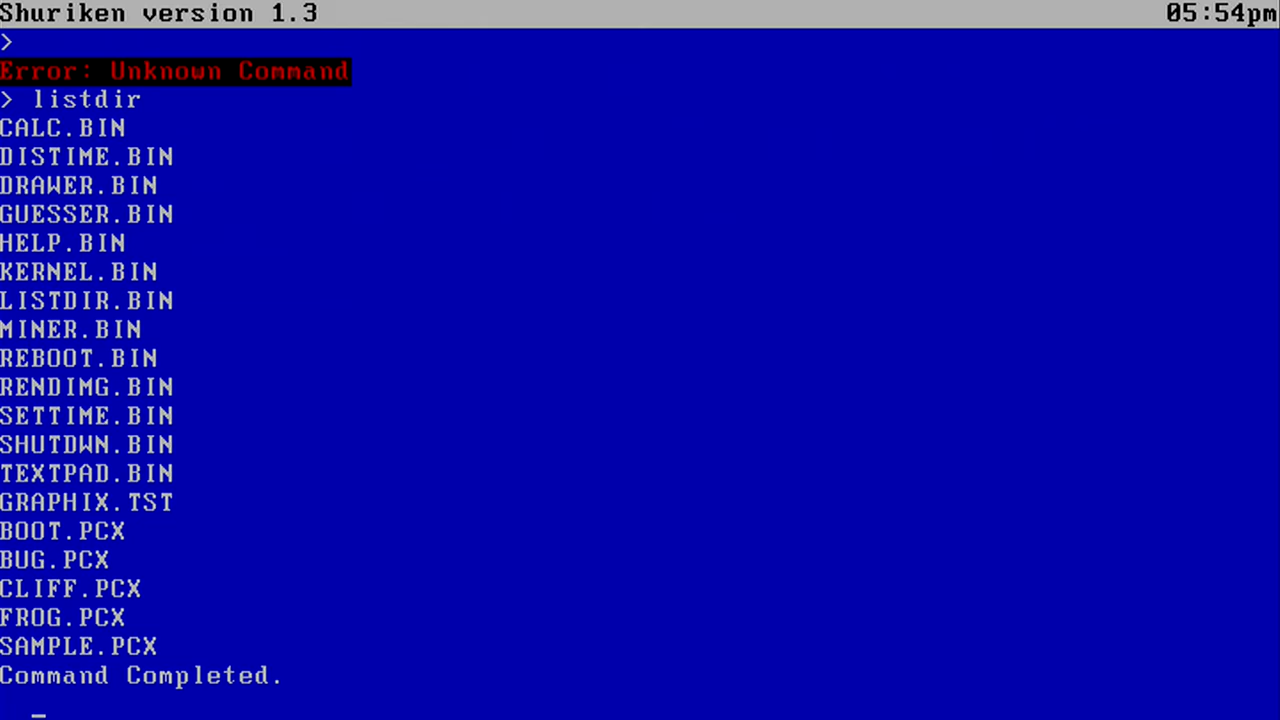 Shuriken version 1.3 05:54pm
>
Error: Unknown Command
> listdir
CALC.BIN
DISTIME.BIN
DRAWER.BIN
GUESSER.BIN
HELP.BIN
KERNEL.BIN
LISTDIR.BIN
MINER.BIN
REBOOT.BIN
RENDIMG.BIN
SETTIME.BIN
SHUTDWN.BIN
TEXTPAD.BIN
GRAPHIX.TST
BOOT.PCX
BUG.PCX
CLIFF.PCX
FROG.PCX
SAMPLE.PCX
Command Completed.
_